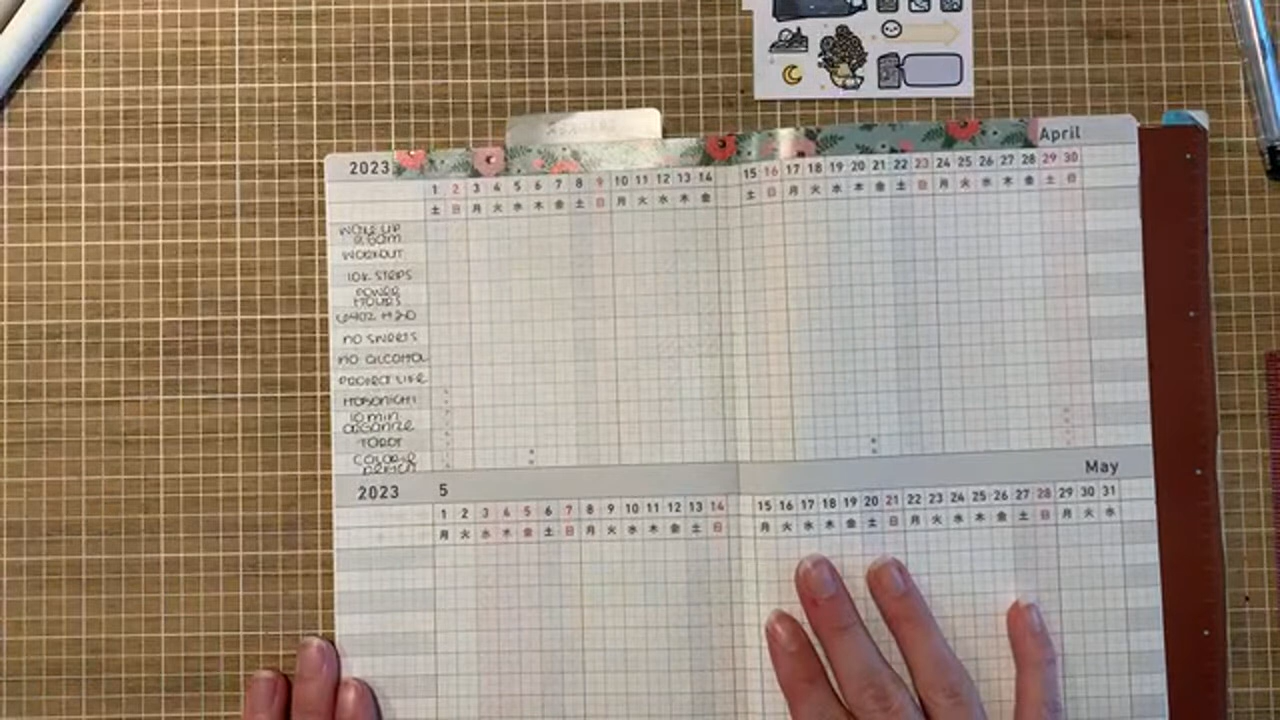 2023 April
1 2 3 4 5 6 7 8 9 10 11 12 13 14 15 16 17 18 19 20 21 22 23 24 25 26 27 28 29 30
土 日 月 火 水 木 金 土 日 月 火 水 木 金 土 日 月 火 水 木 金 土 日 月 火 水 木 金 土 日
WAKE UP
WORKOUT
10K STEPS
POWER
HOURS
NO SWEETS
NO ALCOHOL
PROJECT LIFE
HOBONICHI
10 min
ORGANIZE
2023 5 May
1 2 3 4 5 6 7 8 9 10 11 12 13 14 15 16 17 18 19 20 21 22 23 24 25 26 27 28 29 30 31
月 火 水 木 金 土 日 月 火 水 木 金 土 日 月 火 水 木 金 土 日 月 火 水 木 金 土 日 月 火 水